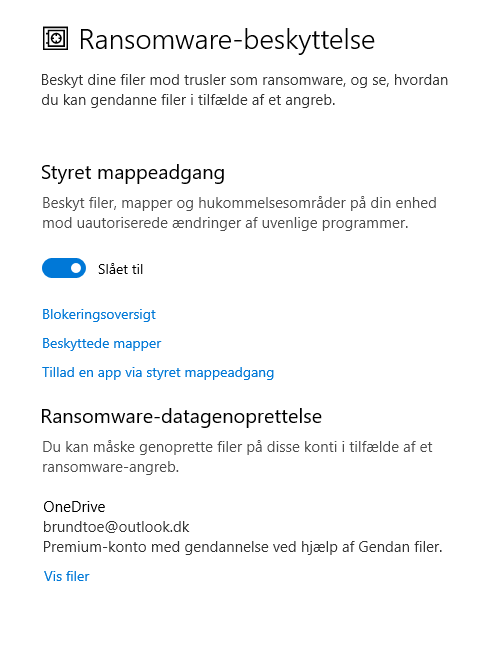 Ransomware-beskyttelse
Beskyt dine filer mod trusler som ransomware, og se, hvordan
du kan gendanne filer i tilfælde af et angreb.
Styret mappeadgang
Beskyt filer, mapper og hukommelsesområder på din enhed
mod uautoriserede ændringer af uvenlige programmer.
Slået til
Blokeringsoversigt
Beskyttede mapper
Tillad en app via styret mappeadgang
Ransomware-datagenoprettelse
Du kan måske genoprette filer på disse konti i tilfælde af et
ransomware-angreb.
OneDrive
brundtoe@outlook.dk
Premium-konto med gendannelse ved hjælp af Gendan filer.
Vis filer